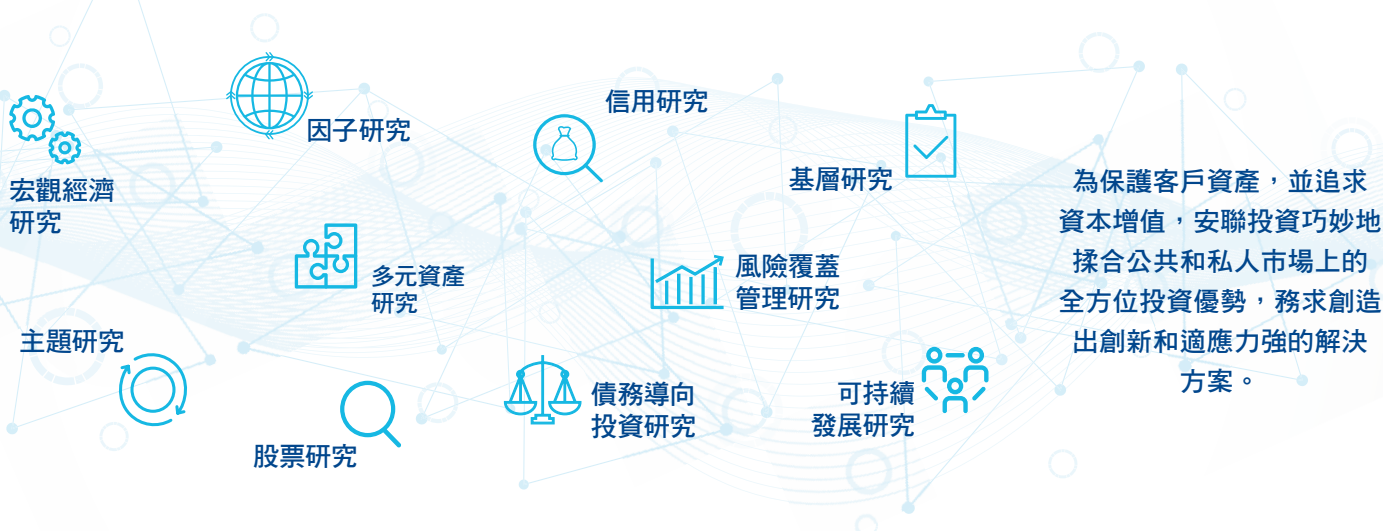 宏觀經濟
研究
因子研究
信用研究
基層研究
多元資產
研究
風險覆蓋
管理研究
主題研究
股票研究
債務導向
投資研究
可持續
發展研究
為保護客戶資產，並追求
資本增值，安聯投資巧妙地
揉合公共和私人市場上的
全方位投資優勢，務求創造
出創新和適應力強的解決
方案。